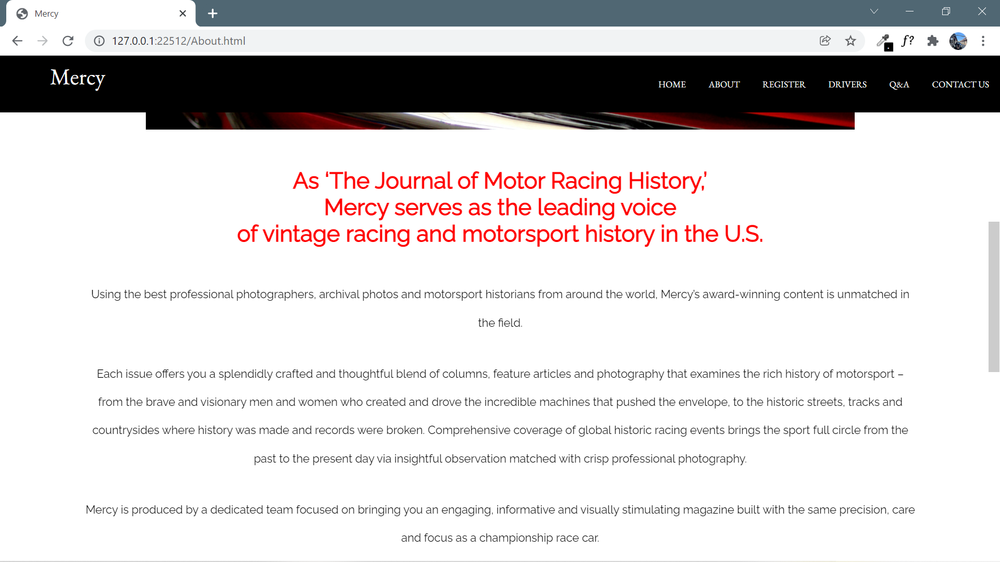 Mercy
127.0.0.1:22512/About.html
f?
Mercy
HOME ABOUT REGISTER DRIVERS Q&A CONTACT US
As ‘The Journal of Motor Racing History,’
Mercy serves as the leading voice
of vintage racing and motorsport history in the U.S.
Using the best professional photographers, archival photos and motorsport historians from around the world, Mercy’s award-winning content is unmatched in
the field.
Each issue offers you a splendidly crafted and thoughtful blend of columns, feature articles and photography that examines the rich history of motorsport –
from the brave and visionary men and women who created and drove the incredible machines that pushed the envelope, to the historic streets, tracks and
countrysides where history was made and records were broken. Comprehensive coverage of global historic racing events brings the sport full circle from the
past to the present day via insightful observation matched with crisp professional photography.
Mercy is produced by a dedicated team focused on bringing you an engaging, informative and visually stimulating magazine built with the same precision, care
and focus as a championship race car.